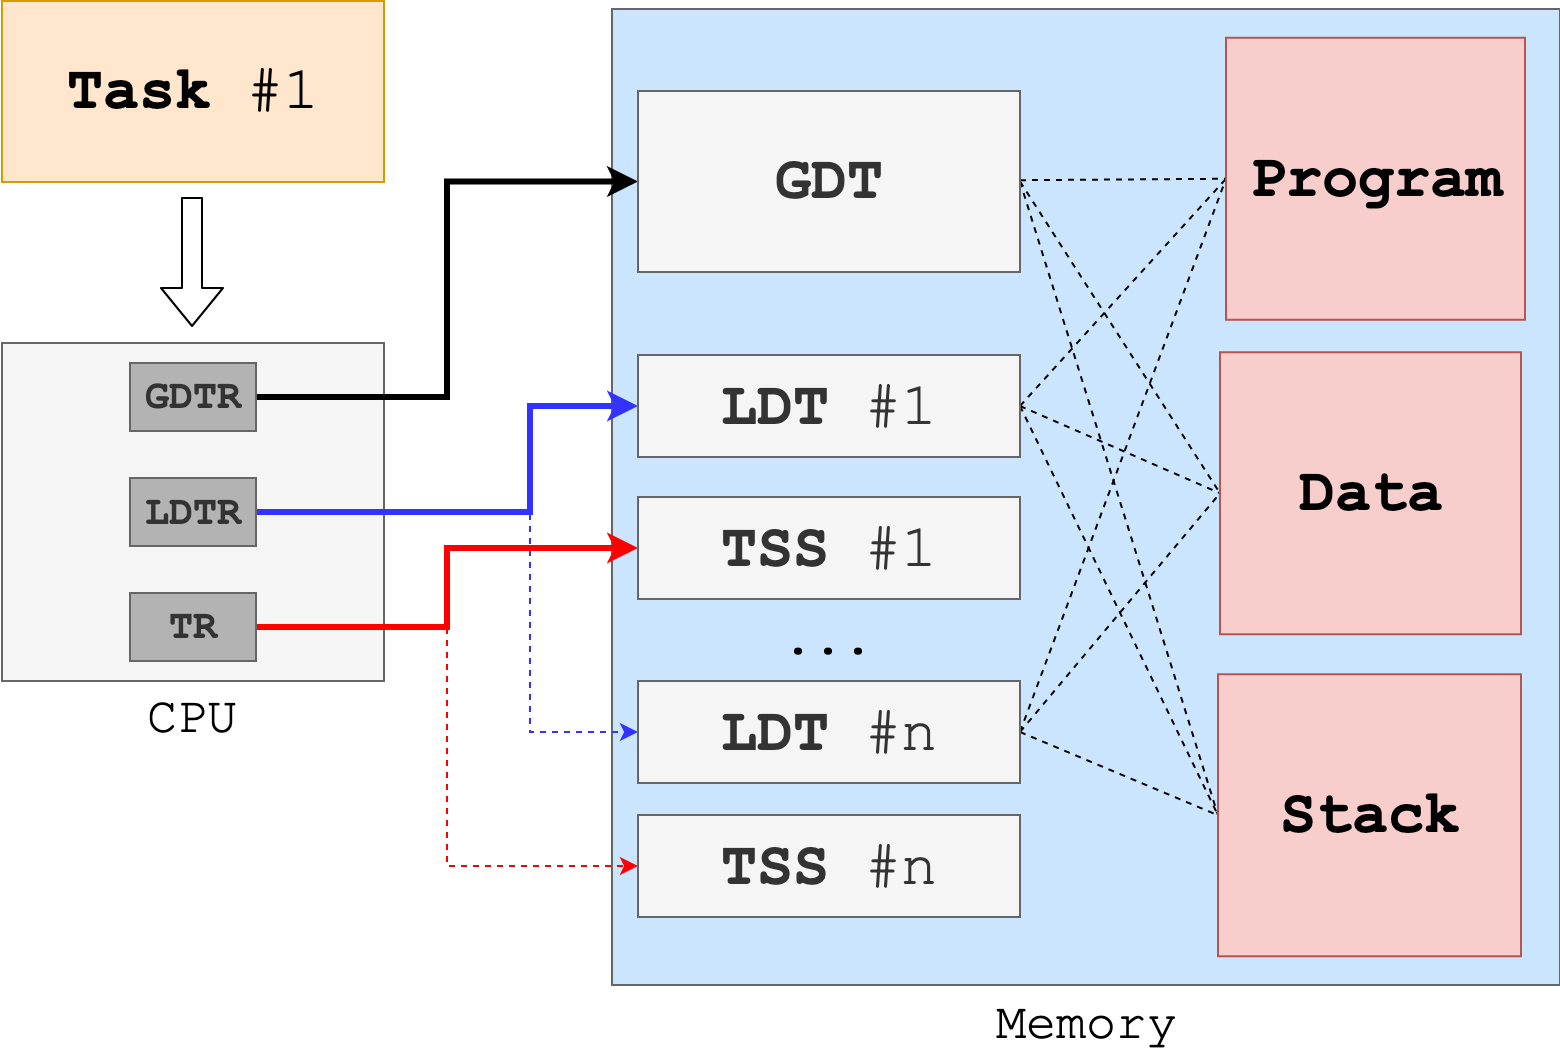 Task #1
GDTR
LDTR
TR
CPU
GDT
LDT #1
TSS #1
...
LDT #n
TSS #n
Program
Data
Stack
Memory